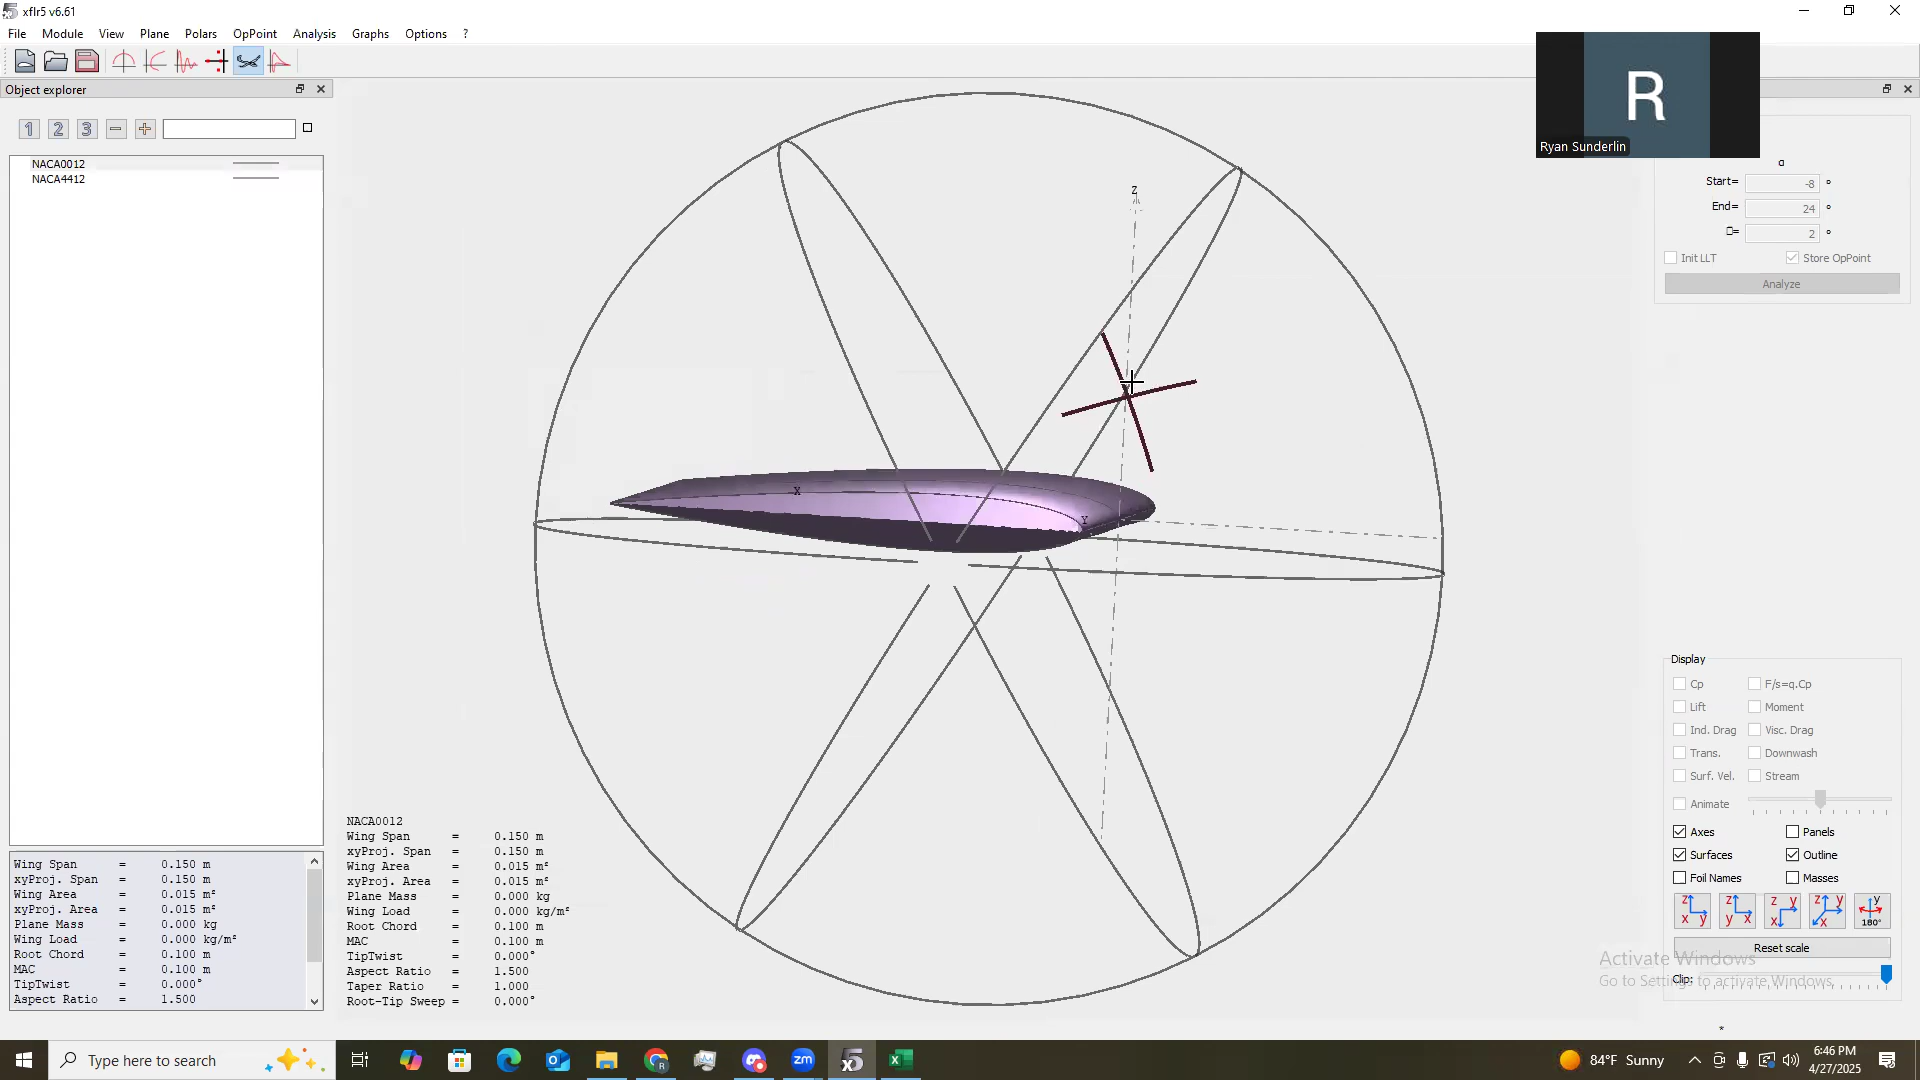 xflr5 v6.61
File Module View Plane Polars OpPoint Analysis Graphs Options ?
Object explorer
1 2 3
NACA0012
NACA4412
Wing Span = 0.150 m
xyProj. Span = 0.150 m
Wing Area = 0.015 m²
xyProj. Area = 0.015 m²
Plane Mass = 0.000 kg
Wing Load = 0.000 kg/m²
Root Chord = 0.100 m
MAC = 0.100 m
TipTwist = 0.000°
Aspect Ratio = 1.500
Z
X
Y
NACA0012
Wing Span = 0.150 m
xyProj. Span = 0.150 m
Wing Area = 0.015 m²
xyProj. Area = 0.015 m²
Plane Mass = 0.000 kg
Wing Load = 0.000 kg/m²
Root Chord = 0.100 m
MAC = 0.100 m
TipTwist = 0.000°
Aspect Ratio = 1.500
Taper Ratio = 1.000
Root-Tip Sweep = 0.000°
R
Ryan Sunderlin
α
Start= -8 °
End= 24 °
= 2 °
Init LLT Store OpPoint
Analyze
Display
Cp F/s=q.Cp
Lift Moment
Ind. Drag Visc. Drag
Trans. Downwash
Surf. Vel. Stream
Animate
Axes Panels
Surfaces Outline
Foil Names Masses
z x y z y x z y x z y x y 180°
Reset scale
Clip:
Activate Windows
Go to Settings to activate Windows.
*
Type here to search
zm
84°F Sunny
6:46 PM
4/27/2025